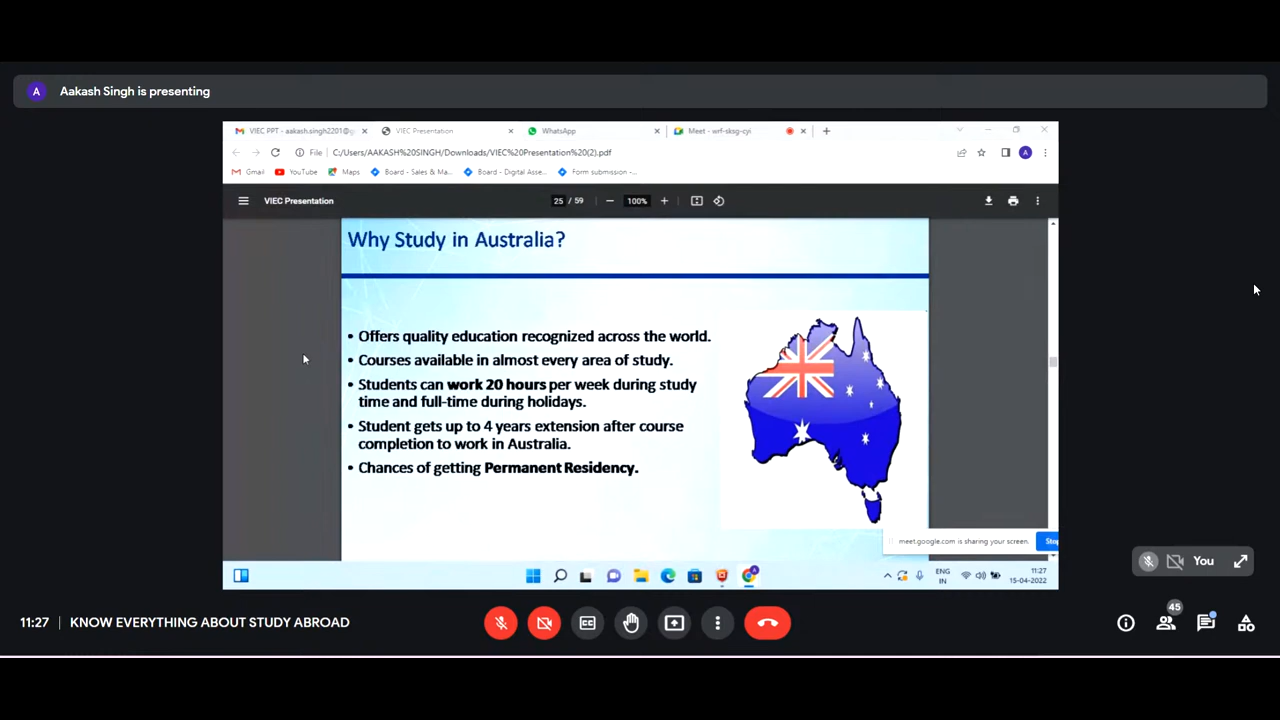 A Aakash Singh is presenting
VIEC PPT - aakash.singh2201@g
VIEC Presentation
WhatsApp
Meet - wrf-sksg-cyi
File C:/Users/AAKASH%20SINGH/Downloads/VIEC%20Presentation%20(2).pdf
A
Gmail YouTube Maps Board - Sales & Ma... Board - Digital Asse... Form submission -...
VIEC Presentation 25 / 59 100%
Why Study in Australia?
• Offers quality education recognized across the world.
• Courses available in almost every area of study.
• Students can work 20 hours per week during study
time and full-time during holidays.
• Student gets up to 4 years extension after course
completion to work in Australia.
• Chances of getting Permanent Residency.
meet.google.com is sharing your screen. Stop
You
ENG
IN
11:27
15-04-2022
11:27 | KNOW EVERYTHING ABOUT STUDY ABROAD
45